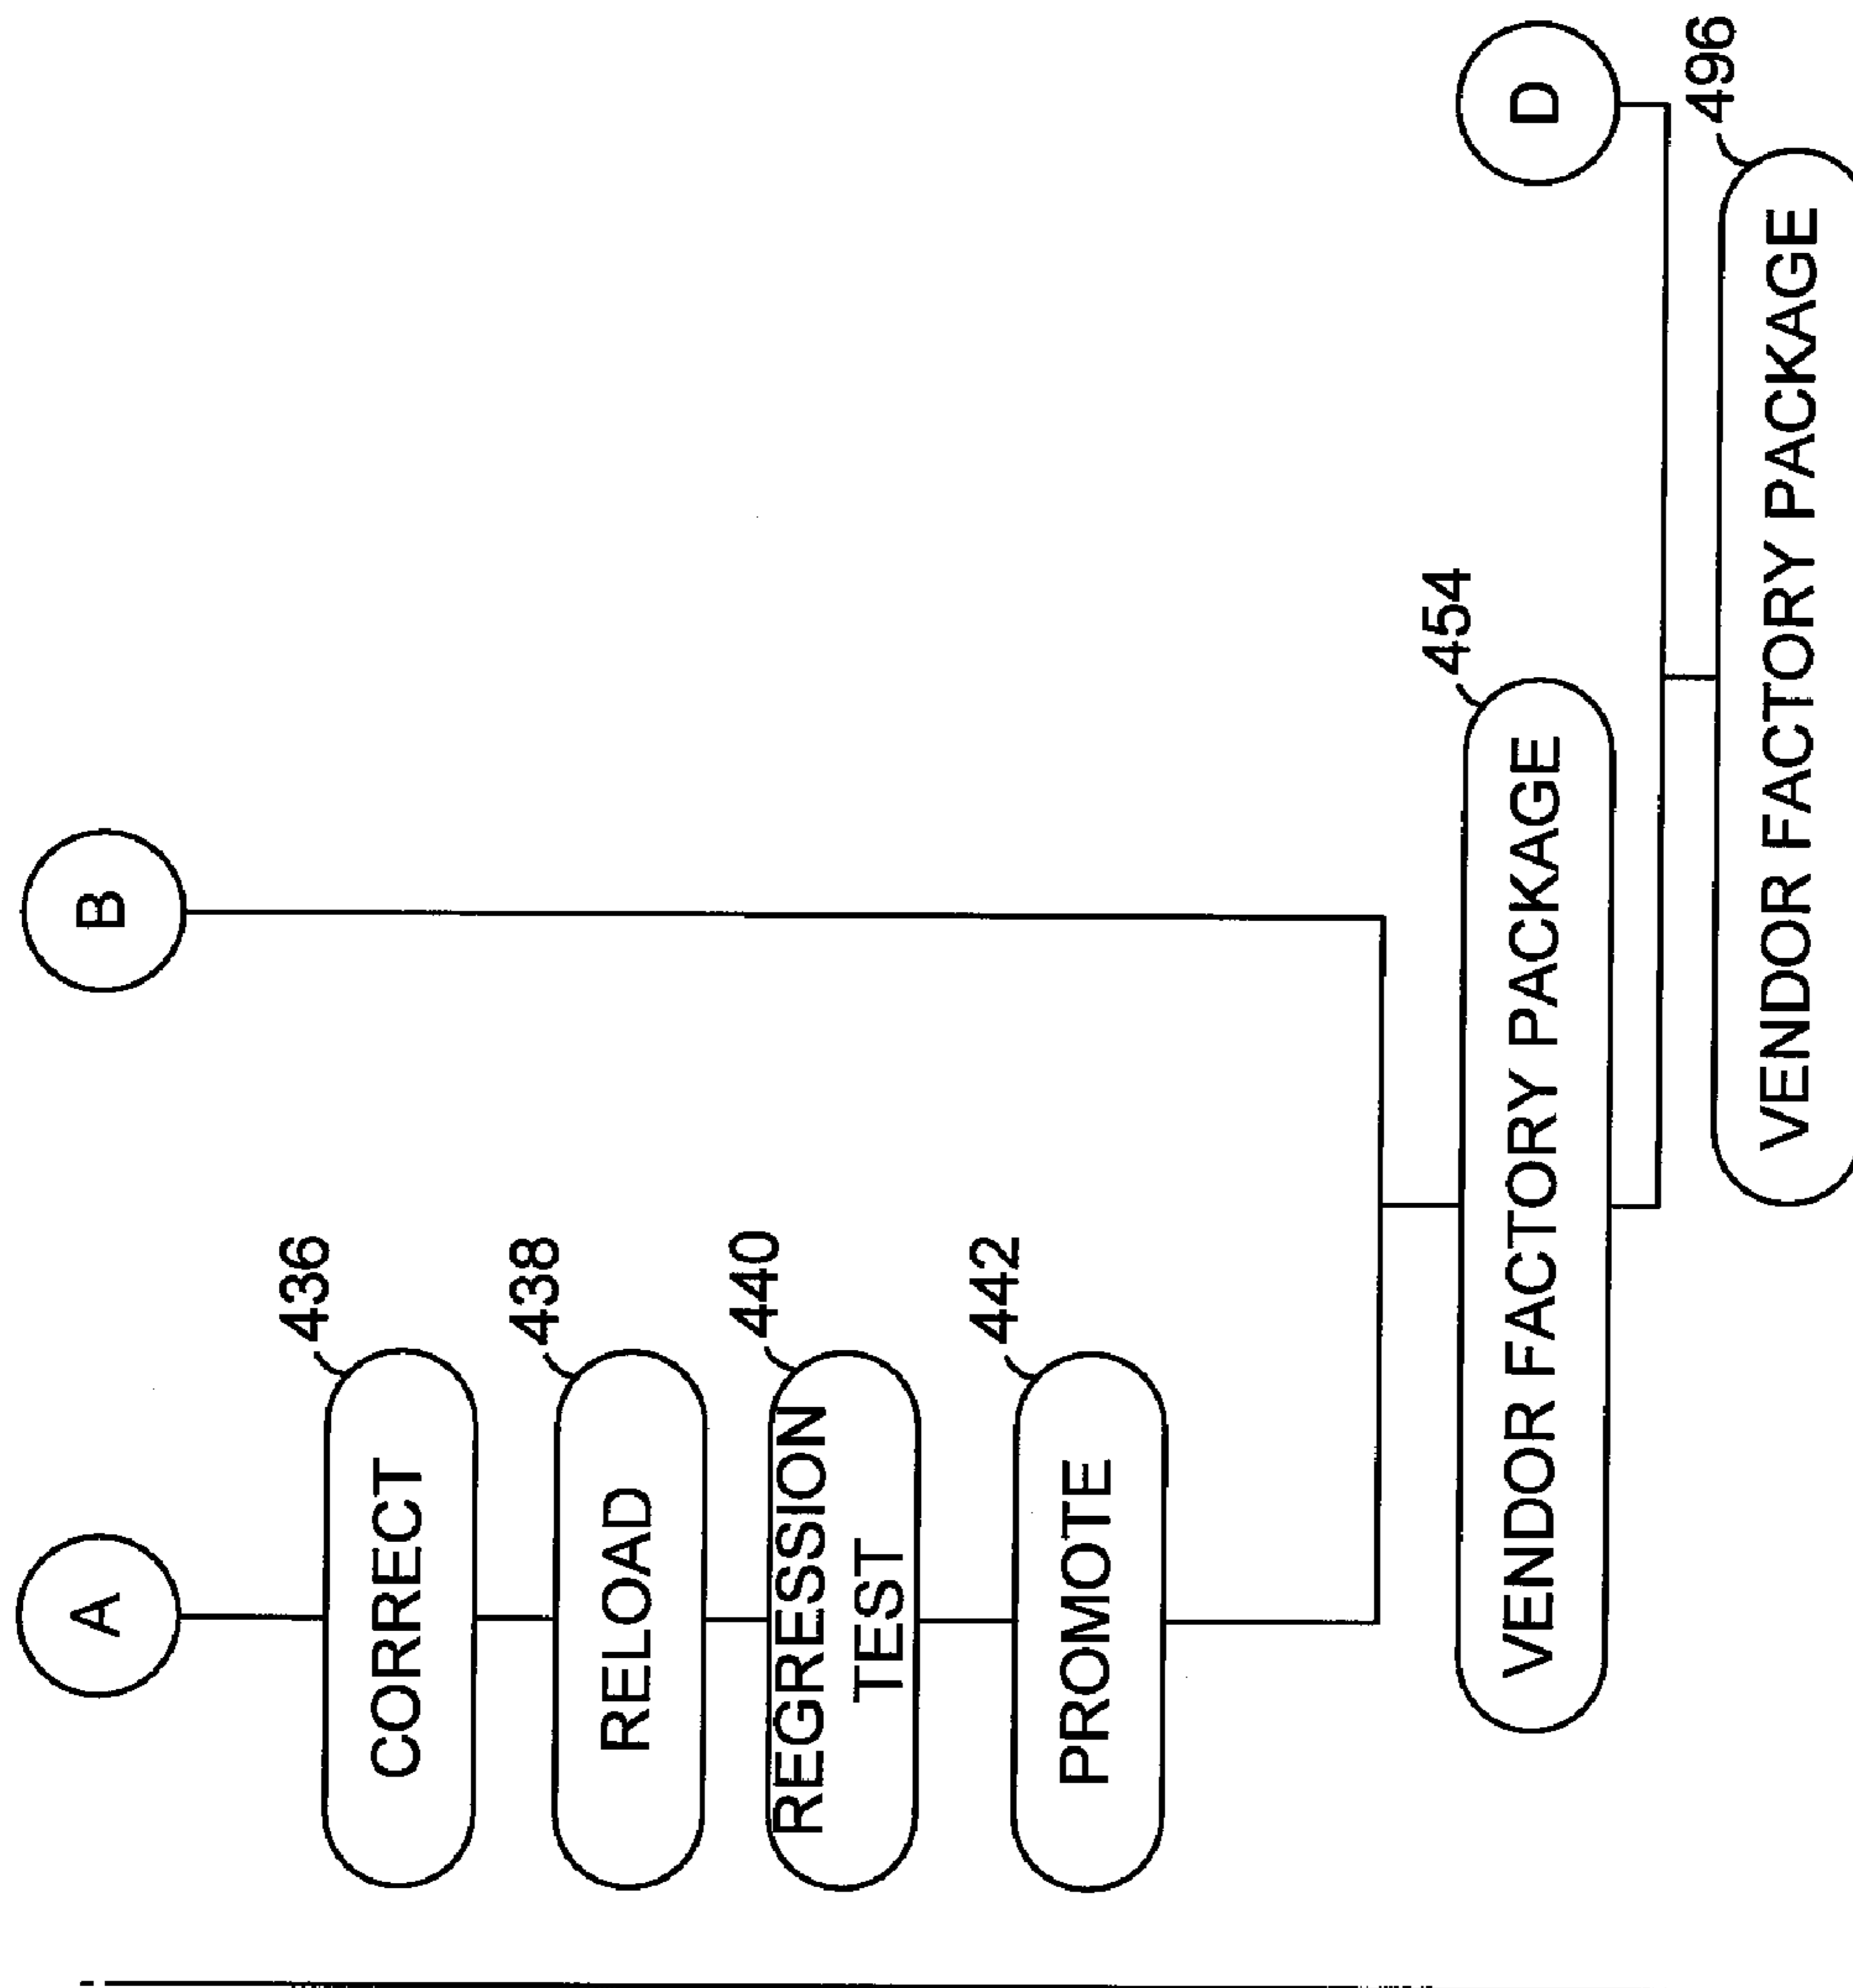 A
B
436
CORRECT
438
RELOAD
440
REGRESSION
TEST
442
PROMOTE
454
VENDOR FACTORY PACKAGE
D
496
VENDOR FACTORY PACKAGE